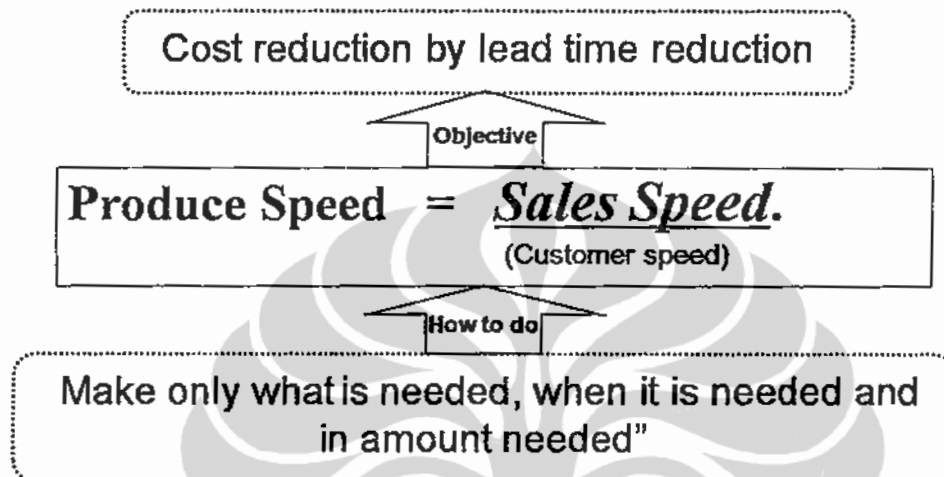 Cost reduction by lead time reduction
Objective
Produce Speed = Sales Speed.
(Customer speed)
How to do
Make only what is needed, when it is needed and
in amount needed”